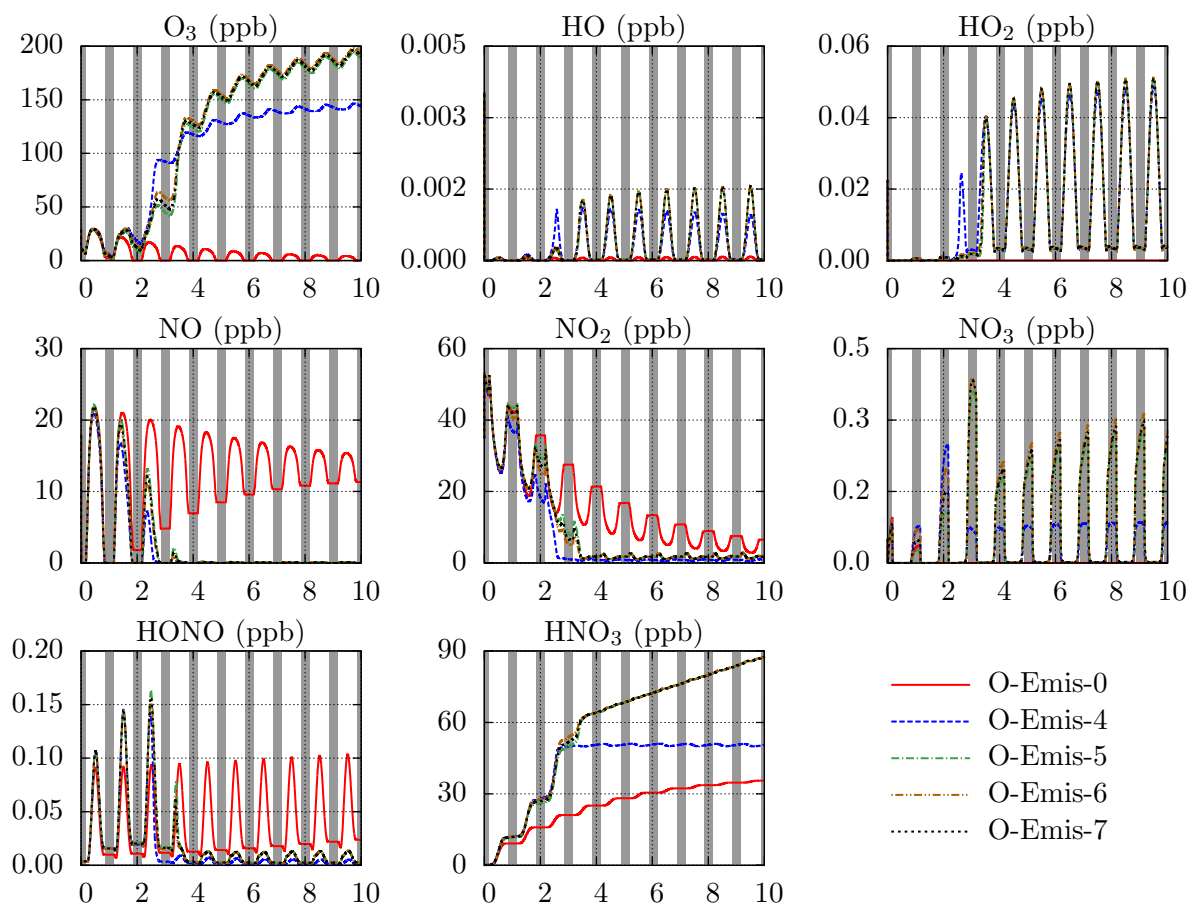 O₃ (ppb)
HO (ppb)
HO₂ (ppb)
200
150
100
50
0
0 2 4 6 8 10
0.005
0.003
0.002
0.000
0 2 4 6 8 10
0.06
0.04
0.02
0.00
0 2 4 6 8 10
NO (ppb)
NO₂ (ppb)
NO₃ (ppb)
30
20
10
0
0 2 4 6 8 10
60
40
20
0
0 2 4 6 8 10
0.5
0.3
0.2
0.0
0 2 4 6 8 10
HONO (ppb)
HNO₃ (ppb)
0.20
0.15
0.10
0.05
0.00
0 2 4 6 8 10
90
60
30
0
0 2 4 6 8 10
O-Emis-0
O-Emis-4
O-Emis-5
O-Emis-6
O-Emis-7